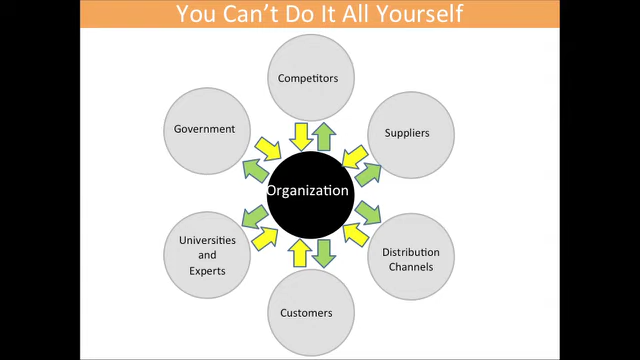 You Can't Do It All Yourself
Competitors
Government
Suppliers
Organization
Universities
and
Experts
Distribution
Channels
Customers